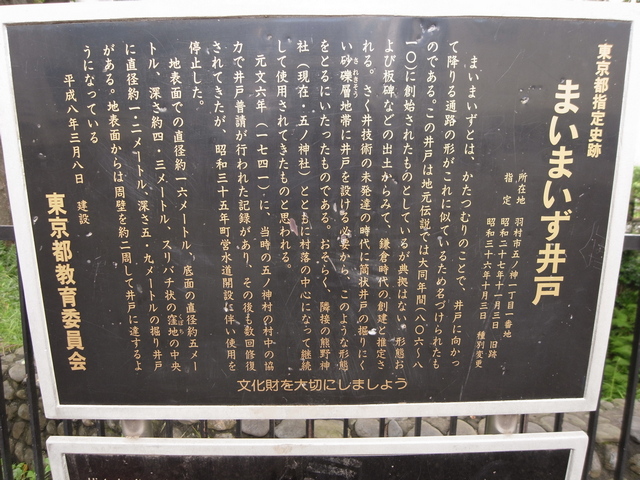 東京都指定史跡
まいまいず井戸
所在地 羽村市五ノ神一丁目一番地
指定 昭和二十七年十一月三日 旧跡
昭和三十六年十月三日 種別変更
まいまいずとは、かたつむりのことで、井戸に向かっ
て降りる通路の形がこれに似ているため名づけられたも
のである。この井戸は地元伝説では大同年間(八〇六~八
一〇)に創始されたものとしているが典拠はない。形態お
よび板碑などの出土からみて、鎌倉時代の創建と推定さ
れる。さく井技術の未発達の時代に筒状井戸の掘りにく
い砂礫層地帯に井戸を設ける必要から、このような形態
をとるにいたったものである。おそらく、隣接の熊野神
社(現在・五ノ神社)とともに村落の中心になって継続
して使用されてきたものと思われる。
元文六年(一七四一)に、当時の五ノ神村の村中の協
力で井戸普請が行われた記録があり、その後も数回修復
されてきたが 昭和三十五年町営水道開設に伴い使用を
停止した。
地表面での直径約一六メートル 底面の直径約五メー
トル、深さ約四・三メートル、スリバチ状の窪地の中央
に直径約一・二メートル、深さ五・九メートルの掘り井戸
がある。地表面からは周壁を約二周して井戸に達するよ
うになっている
平成八年三月八日 建設
東京都教育委員会
文化財を大切にしましょう